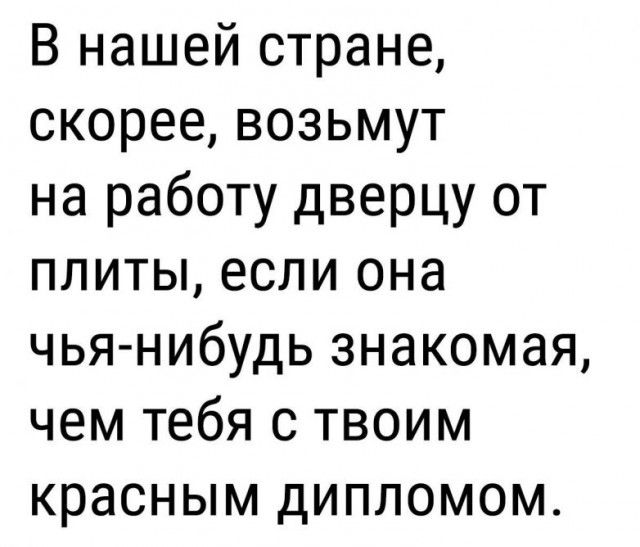 В нашей стране,
скорее, возьмут
на работу дверцу от
плиты, если она
чья-нибудь знакомая,
чем тебя с твоим
красным дипломом.